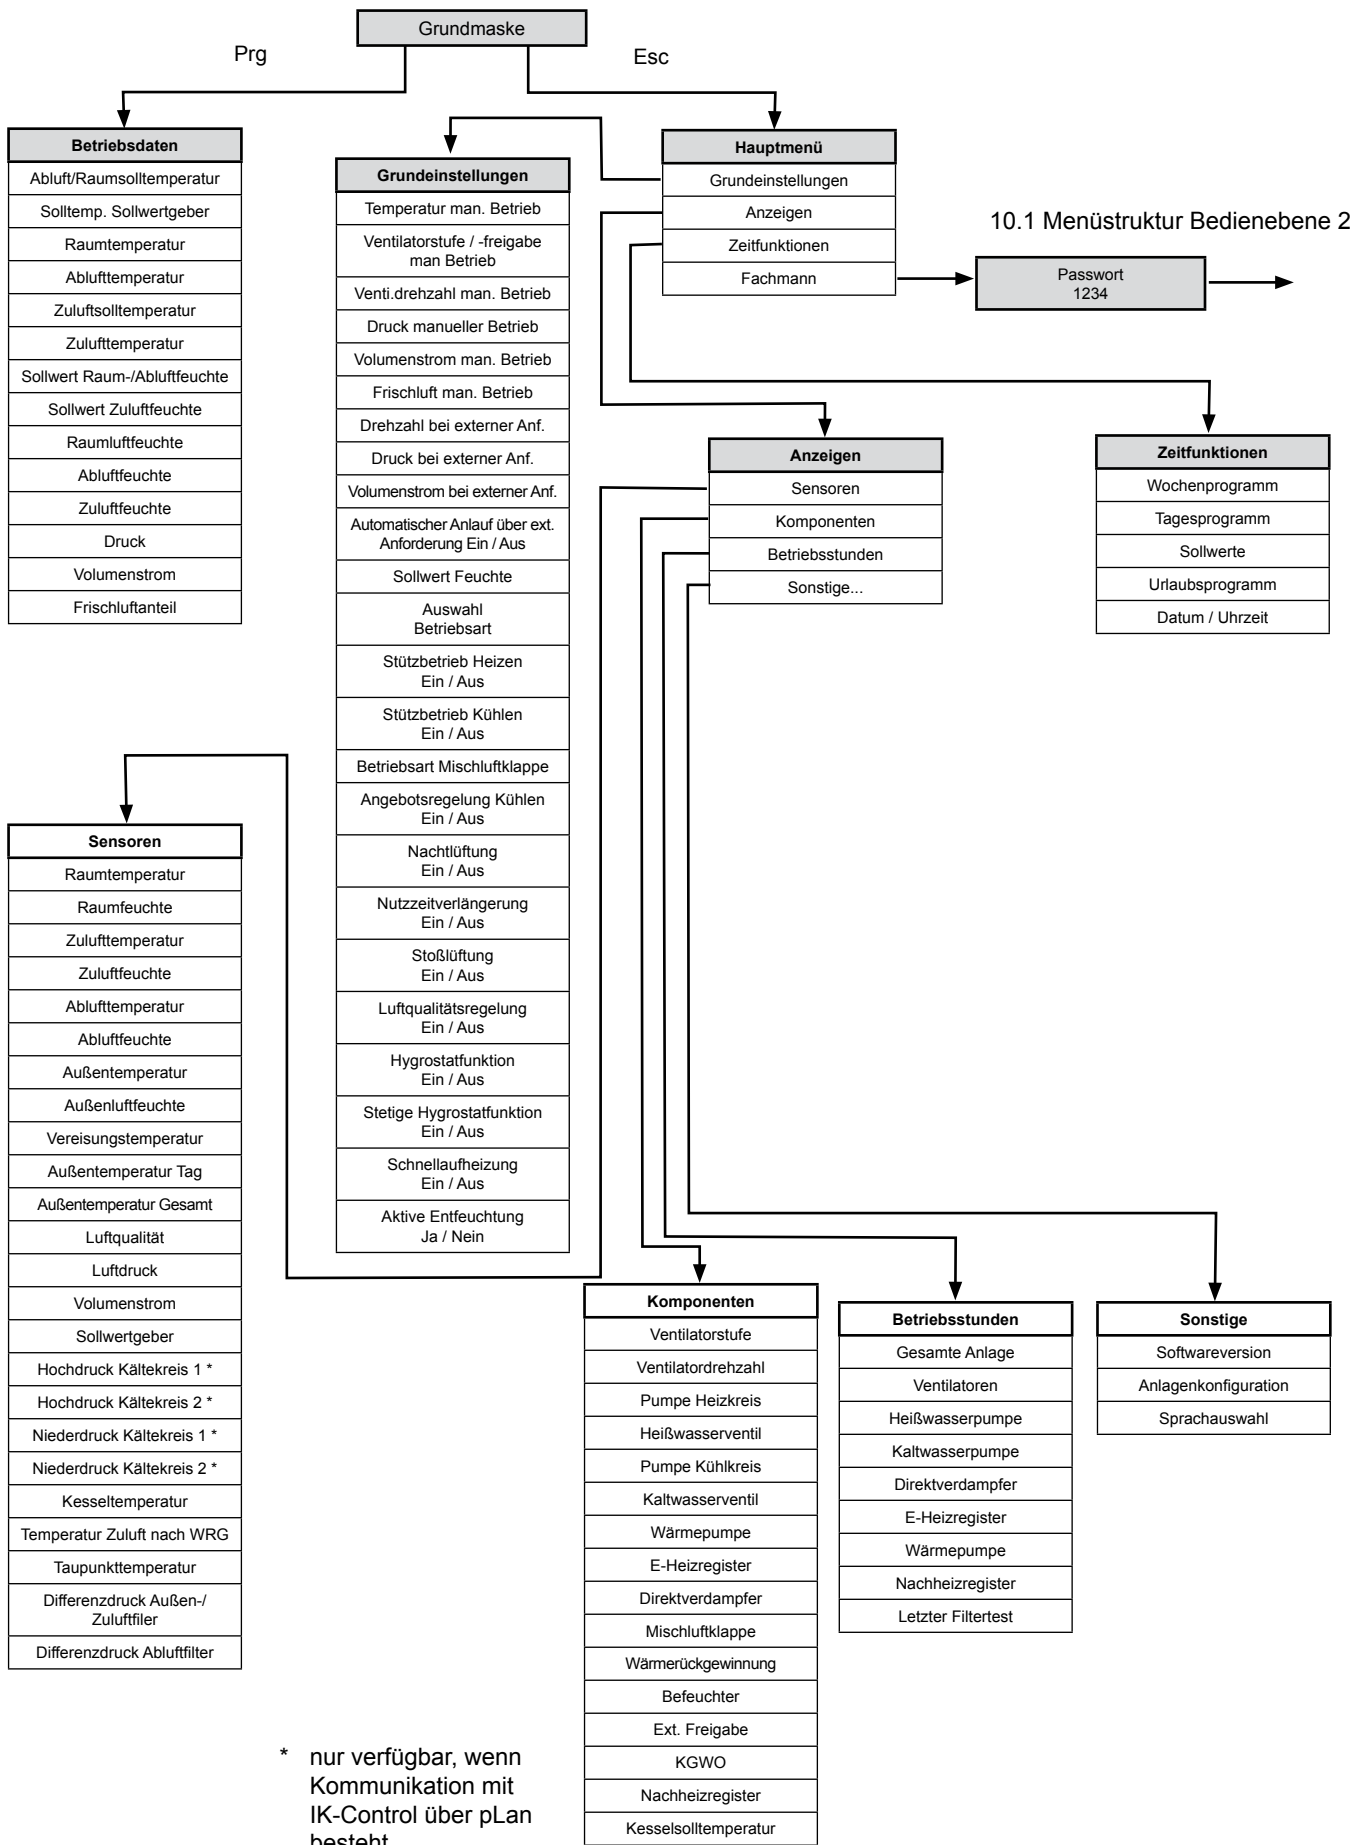 Grundmaske
Prg
Esc
Betriebsdaten
Abluft/Raumsolltemperatur
Solltemp. Sollwertgeber
Raumtemperatur
Ablufttemperatur
Zuluftsolltemperatur
Zulufttemperatur
Sollwert Raum-/Abluftfeuchte
Sollwert Zuluftfeuchte
Raumluftfeuchte
Abluftfeuchte
Zuluftfeuchte
Druck
Volumenstrom
Frischluftanteil
Grundeinstellungen
Temperatur man. Betrieb
Ventilatorstufe / -freigabe
man Betrieb
Venti.drehzahl man. Betrieb
Druck manueller Betrieb
Volumenstrom man. Betrieb
Frischluft man. Betrieb
Drehzahl bei externer Anf.
Druck bei externer Anf.
Volumenstrom bei externer Anf.
Automatischer Anlauf über ext.
Anforderung Ein / Aus
Sollwert Feuchte
Auswahl
Betriebsart
Stützbetrieb Heizen
Ein / Aus
Stützbetrieb Kühlen
Ein / Aus
Betriebsart Mischluftklappe
Angebotsregelung Kühlen
Ein / Aus
Nachtlüftung
Ein / Aus
Nutzzeitverlängerung
Ein / Aus
Stoßlüftung
Ein / Aus
Luftqualitätsregelung
Ein / Aus
Hygrostatfunktion
Ein / Aus
Stetige Hygrostatfunktion
Ein / Aus
Schnellaufheizung
Ein / Aus
Aktive Entfeuchtung
Ja / Nein
Hauptmenü
Grundeinstellungen
Anzeigen
Zeitfunktionen
Fachmann
10.1 Menüstruktur Bedienebene 2
Passwort
1234
Anzeigen
Sensoren
Komponenten
Betriebsstunden
Sonstige...
Zeitfunktionen
Wochenprogramm
Tagesprogramm
Sollwerte
Urlaubsprogramm
Datum / Uhrzeit
Sensoren
Raumtemperatur
Raumfeuchte
Zulufttemperatur
Zuluftfeuchte
Ablufttemperatur
Abluftfeuchte
Außentemperatur
Außenluftfeuchte
Vereisungstemperatur
Außentemperatur Tag
Außentemperatur Gesamt
Luftqualität
Luftdruck
Volumenstrom
Sollwertgeber
Hochdruck Kältekreis 1 *
Hochdruck Kältekreis 2 *
Niederdruck Kältekreis 1 *
Niederdruck Kältekreis 2 *
Kesseltemperatur
Temperatur Zuluft nach WRG
Taupunkttemperatur
Differenzdruck Außen-/
Zuluftfiler
Differenzdruck Abluftfilter
Komponenten
Ventilatorstufe
Ventilatordrehzahl
Pumpe Heizkreis
Heißwasserventil
Pumpe Kühlkreis
Kaltwasserventil
Wärmepumpe
E-Heizregister
Direktverdampfer
Mischluftklappe
Wärmerückgewinnung
Befeuchter
Ext. Freigabe
KGWO
Nachheizregister
Kesselsolltemperatur
Betriebsstunden
Gesamte Anlage
Ventilatoren
Heißwasserpumpe
Kaltwasserpumpe
Direktverdampfer
E-Heizregister
Wärmepumpe
Nachheizregister
Letzter Filtertest
Sonstige
Softwareversion
Anlagenkonfiguration
Sprachauswahl
* nur verfügbar, wenn
Kommunikation mit
IK-Control über pLan
besteht